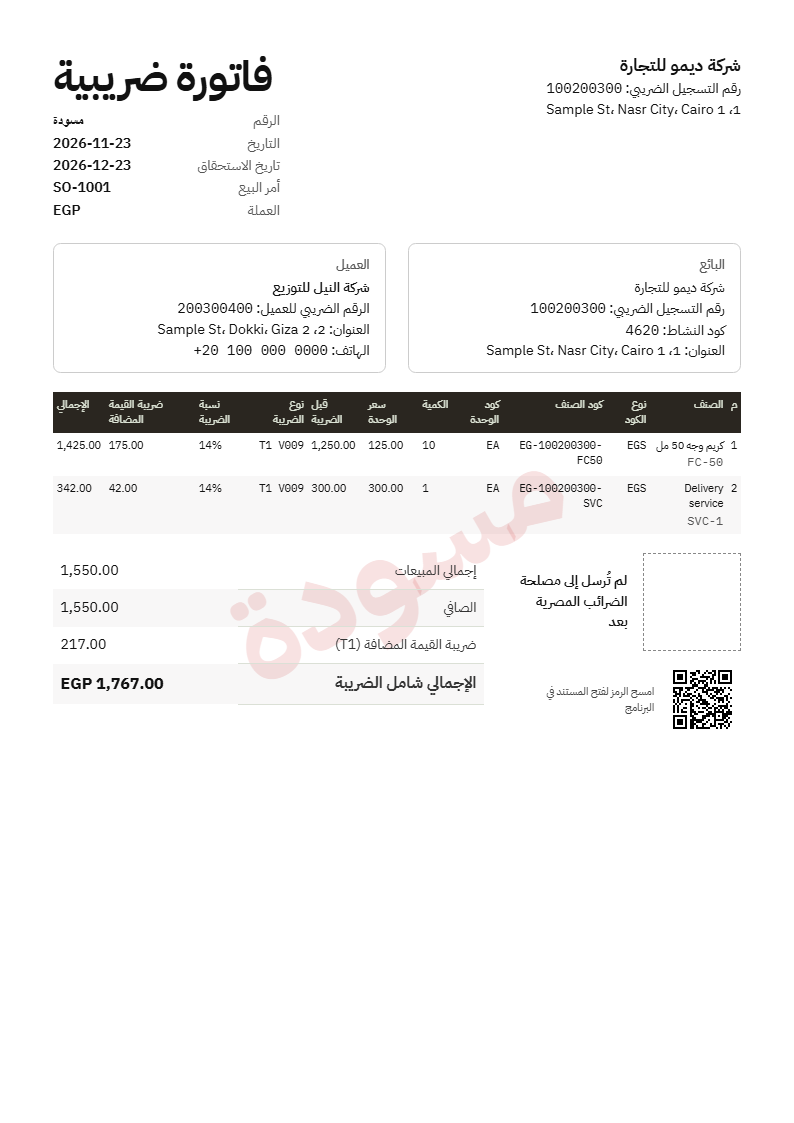 شركة ديمو للتجارة
رقم التسجيل الضريبي: 100200300
1، 1 Sample St، Nasr City، Cairo
فاتورة ضريبية
الرقم مسودة
التاريخ 2026-11-23
تاريخ الاستحقاق 2026-12-23
أمر البيع SO-1001
العملة EGP
البائع
شركة ديمو للتجارة
رقم التسجيل الضريبي: 100200300
كود النشاط: 4620
العنوان: 1، 1 Sample St، Nasr City، Cairo
العميل
شركة النيل للتوزيع
الرقم الضريبي للعميل: 200300400
العنوان: 2، 2 Sample St، Dokki، Giza
الهاتف: +20 100 000 0000
م الصنف نوع الكود كود الصنف كود الوحدة الكمية سعر الوحدة قبل الضريبة نوع الضريبة نسبة الضريبة ضريبة القيمة المضافة الإجمالي
1 كريم وجه 50 مل EGS EG-100200300- EA 10 125.00 1,250.00 T1 V009 14% 175.00 1,425.00
FC-50 FC50
2 Delivery EGS EG-100200300- EA 1 300.00 300.00 T1 V009 14% 42.00 342.00
service SVC
SVC-1
مسودة
لم تُرسل إلى مصلحة
الضرائب المصرية
بعد
امسح الرمز لفتح المستند في
البرنامج
إجمالي المبيعات 1,550.00
الصافي 1,550.00
ضريبة القيمة المضافة (T1) 217.00
الإجمالي شامل الضريبة EGP 1,767.00